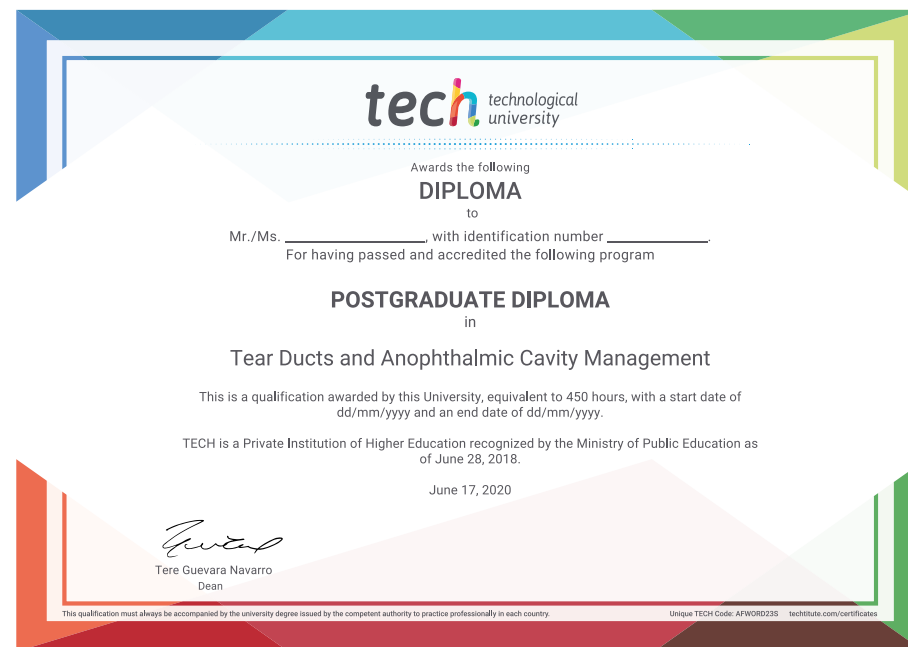 tech technological
university
Awards the following
DIPLOMA
to
Mr./Ms. ____________, with identification number ____________.
For having passed and accredited the following program
POSTGRADUATE DIPLOMA
in
Tear Ducts and Anophthalmic Cavity Management
This is a qualification awarded by this University, equivalent to 450 hours, with a start date of
dd/mm/yyyy and an end date of dd/mm/yyyy.
TECH is a Private Institution of Higher Education recognized by the Ministry of Public Education as
of June 28, 2018.
June 17, 2020
Tere Guevara Navarro
Dean
This qualification must always be accompanied by the university degree issued by the competent authority to practice professionally in each country.
Unique TECH Code: AFWORD23S techtitute.com/certificates